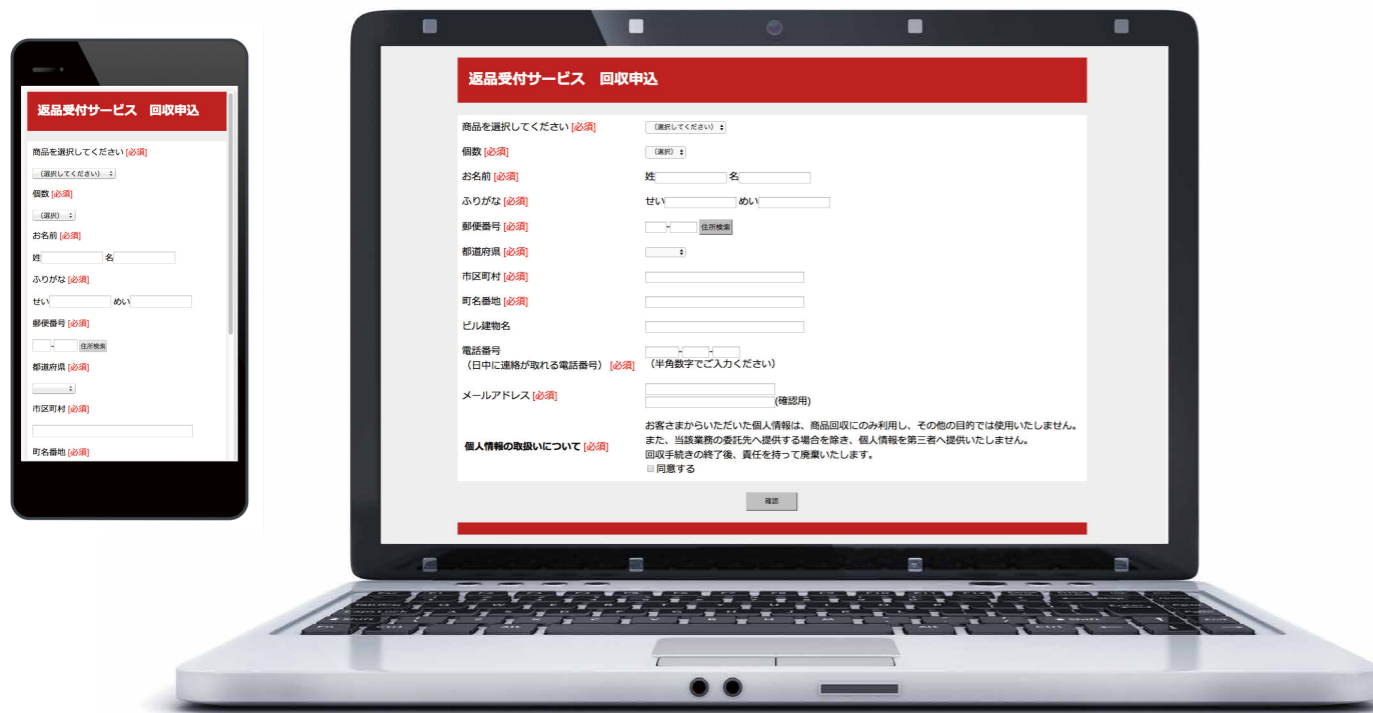 返品受付サービス 回収申込
商品を選択してください [必須]
(選択してください)
個数 [必須]
(選択)
お名前 [必須]
姓 名
ふりがな [必須]
せい めい
郵便番号 [必須]
- 住所検索
都道府県 [必須]
市区町村 [必須]
町名番地 [必須]
返品受付サービス 回収申込
商品を選択してください [必須] (選択してください)
個数 [必須] (選択)
お名前 [必須] 姓 名
ふりがな [必須] せい めい
郵便番号 [必須] - 住所検索
都道府県 [必須]
市区町村 [必須]
町名番地 [必須]
ビル建物名
電話番号 - -
(日中に連絡が取れる電話番号) [必須] (半角数字でご入力ください)
メールアドレス [必須]
(確認用)
個人情報の取扱いについて [必須]
お客さまからいただいた個人情報は、商品回収にのみ利用し、その他の目的では使用いたしません。
また、当該業務の委託先へ提供する場合を除き、個人情報を第三者へ提供いたしません。
回収手続きの終了後、責任を持って廃棄いたします。
同意する
確認